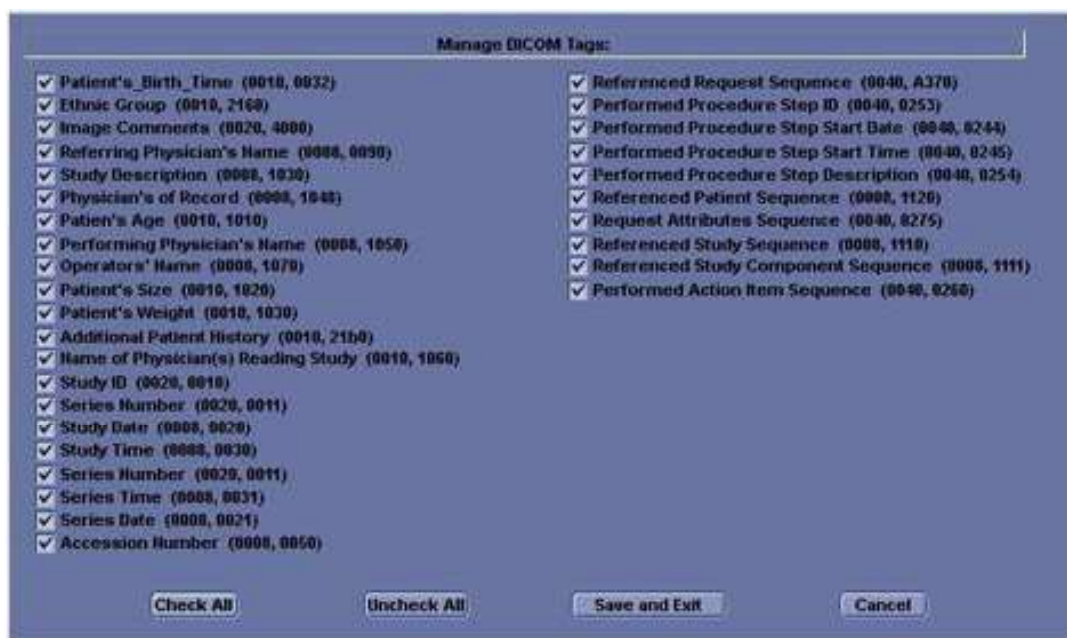 Manage DICOM Tags:
Patient's_Birth_Time (0010, 0032)
Ethnic Group (0010, 2160)
Image Comments (0020, 4000)
Referring Physician's Name (0008, 0090)
Study Description (0008, 1030)
Physician's of Record (0008, 1048)
Patien's Age (0010, 1010)
Performing Physician's Name (0008, 1050)
Operators' Name (0008, 1070)
Patient's Size (0010, 1020)
Patient's Weight (0010, 1030)
Additional Patient History (0010, 21b0)
Name of Physician(s) Reading Study (0010, 1060)
Study ID (0020, 0010)
Series Number (0020, 0011)
Study Date (0008, 0020)
Study Time (0008, 0030)
Series Number (0020, 0011)
Series Time (0008, 0031)
Series Date (0008, 0021)
Accession Number (0008, 0050)
Referenced Request Sequence (0040, A370)
Performed Procedure Step ID (0040, 0253)
Performed Procedure Step Start Date (0040, 0244)
Performed Procedure Step Start Time (0040, 0245)
Performed Procedure Step Description (0040, 0254)
Referenced Patient Sequence (0008, 1120)
Request Attributes Sequence (0040, 0275)
Referenced Study Sequence (0008, 1110)
Referenced Study Component Sequence (0008, 1111)
Performed Action Item Sequence (0040, 0260)
Check All
Uncheck All
Save and Exit
Cancel